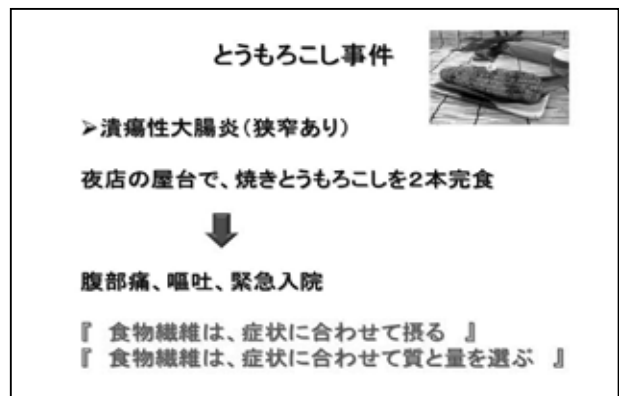 とうもろこし事件
➢潰瘍性大腸炎(狭窄あり)
夜店の屋台で、焼きとうもろこしを2本完食
腹部痛、嘔吐、緊急入院
『 食物繊維は、症状に合わせて摂る 』
『 食物繊維は、症状に合わせて質と量を選ぶ 』